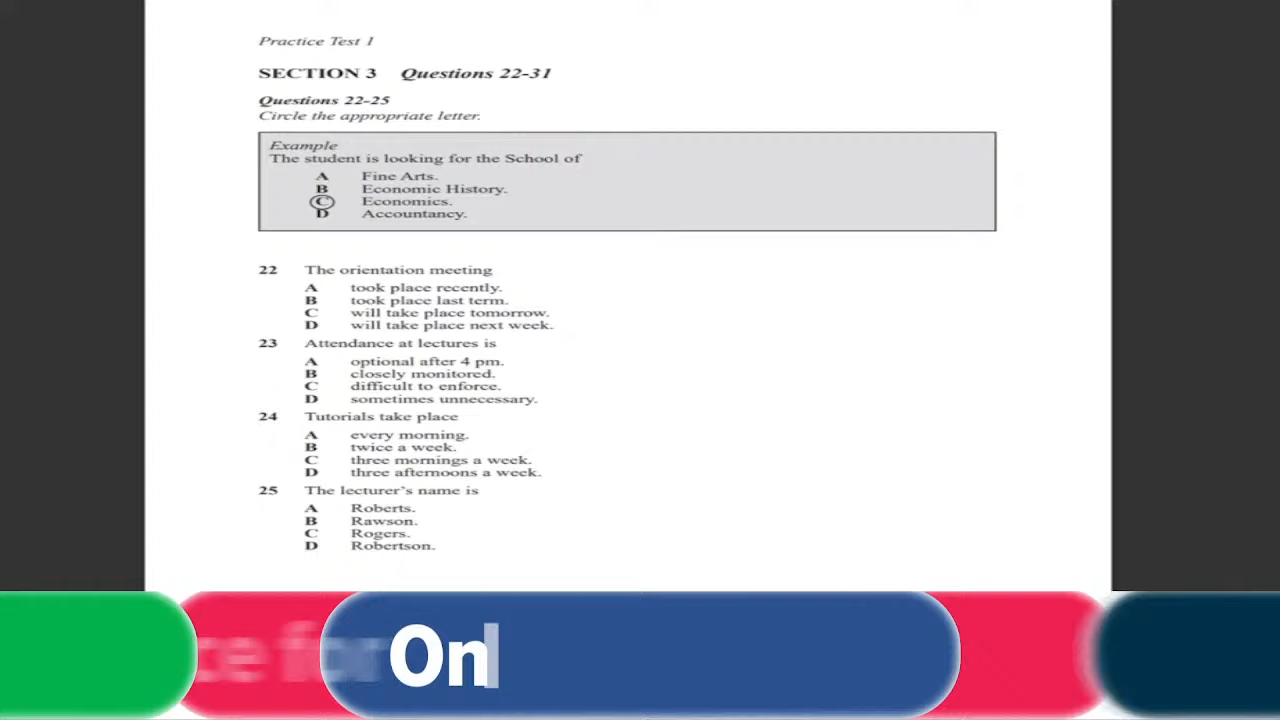 Practice Test 1
SECTION 3 Questions 22-31
Questions 22-25
Circle the appropriate letter.
Example
The student is looking for the School of
A Fine Arts.
B Economic History.
C Economics.
D Accountancy.
22 The orientation meeting
A took place recently.
B took place last term.
C will take place tomorrow.
D will take place next week.
23 Attendance at lectures is
A optional after 4 pm.
B closely monitored.
C difficult to enforce.
D sometimes unnecessary.
24 Tutorials take place
A every morning.
B twice a week.
C three mornings a week.
D three afternoons a week.
25 The lecturer's name is
A Roberts.
B Rawson.
C Rogers.
D Robertson.
for On